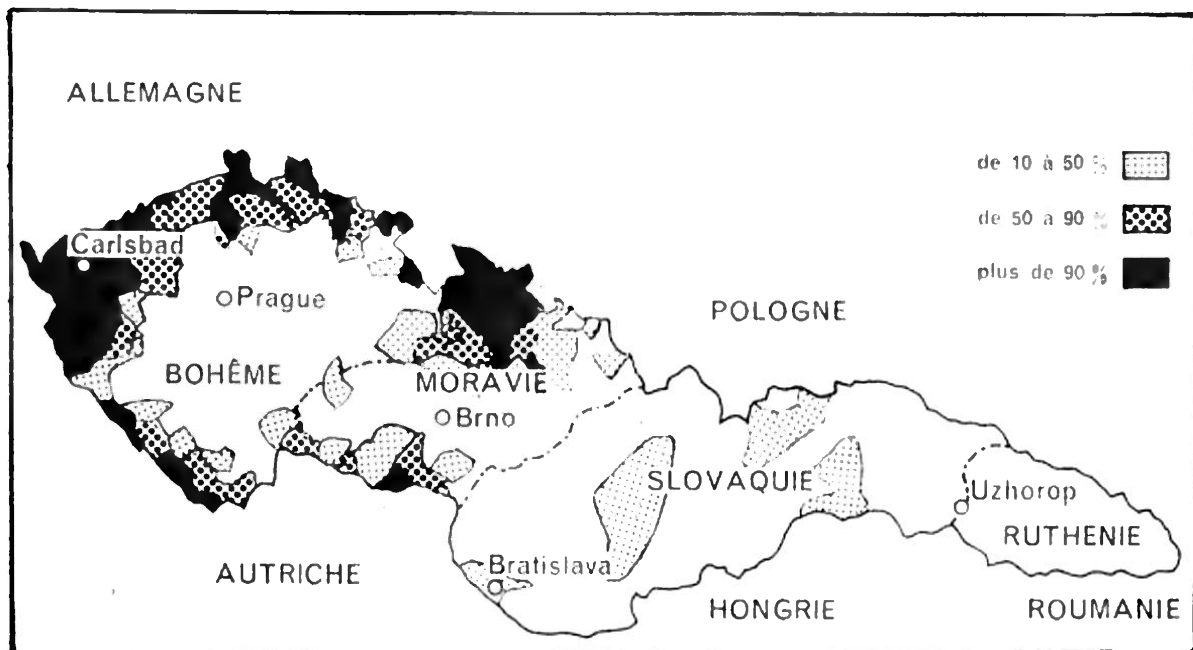 ALLEMAGNE
de 10 à 50 %
de 50 à 90 %
Carlsbad
plus de 90 %
Prague
POLOGNE
BOHÊME
MORAVIE
Brno
SLOVAQUIE
Uzhorop
RUTHENIE
Bratislava
AUTRICHE
HONGRIE
ROUMANIE